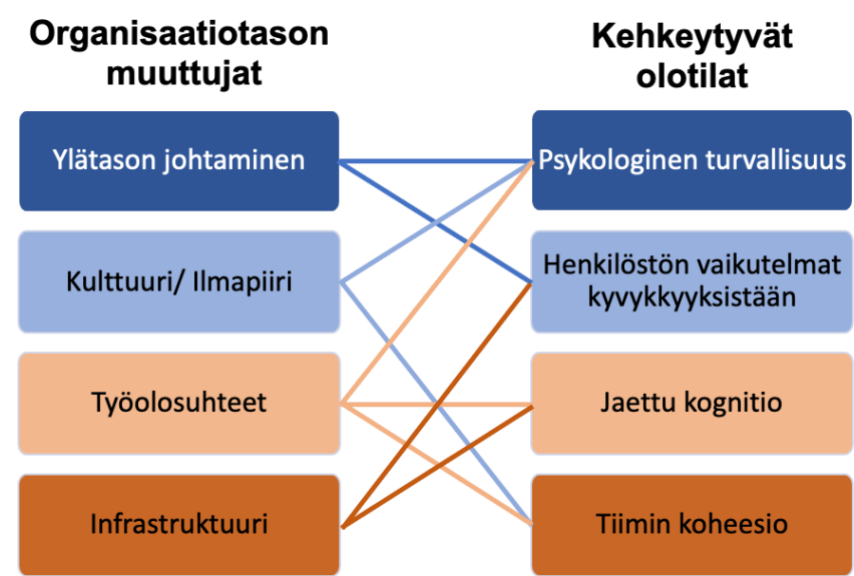 Organisaatiotason
muuttujat
Ylätason johtaminen
Kulttuuri/ Ilmapiiri
Työolosuhteet
Infrastruktuuri
Kehkeytyvät
olotilat
Psykologinen turvallisuus
Henkilöstön vaikutelmat
kyvykkyyksistään
Jaettu kognitio
Tiimin koheesio